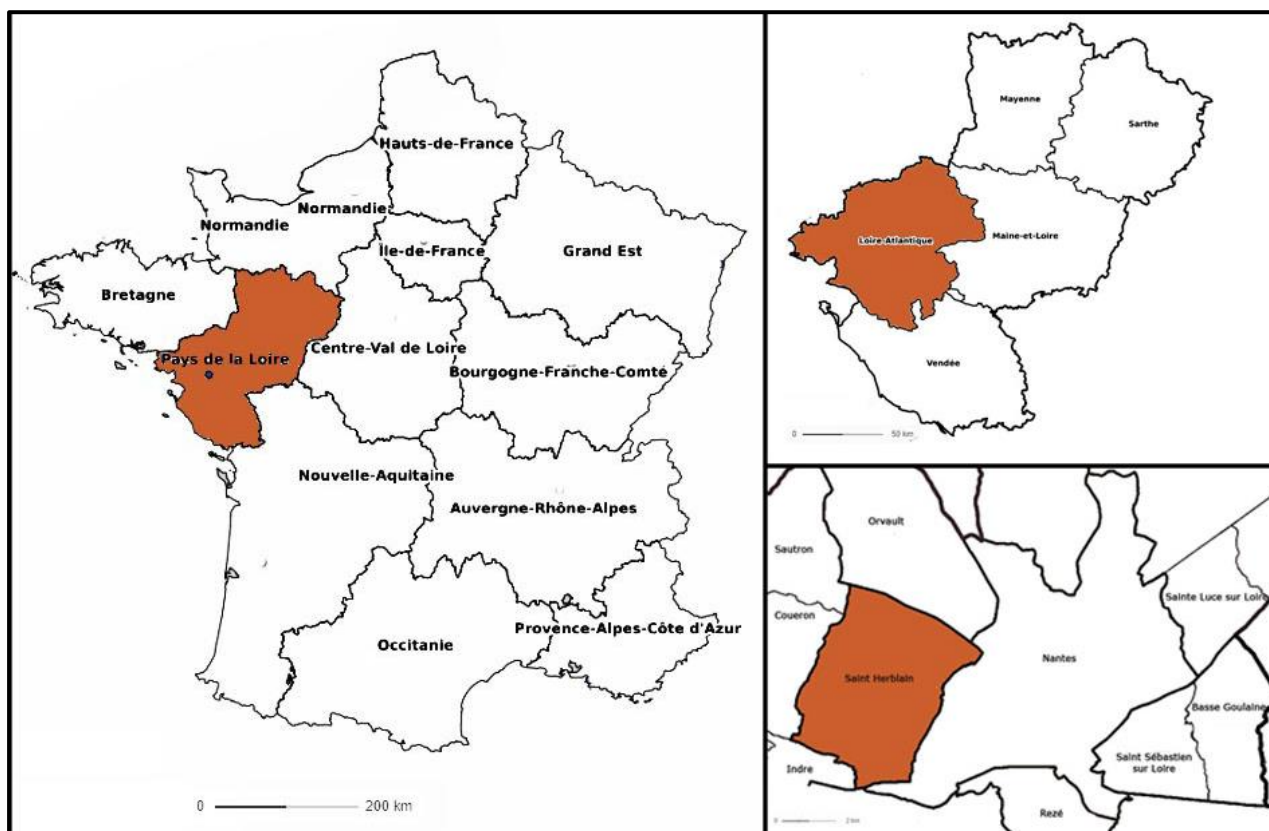 Hauts-de-France
Normandie
Normandie
Île-de-France
Grand Est
Bretagne
Pays de la Loire
Centre-Val de Loire
Bourgogne-Franche-Comté
Nouvelle-Aquitaine
Auvergne-Rhône-Alpes
Occitanie
Provence-Alpes-Côte d'Azur
0 200 km
Mayenne
Sarthe
Loire-Atlantique
Maine-et-Loire
Vendée
0 50 km
Orvault
Sautron
Sainte Luce sur Loire
Coueron
Nantes
Saint Herblain
Basse Goulaine
Saint Sébastien
sur Loire
Indre
Rezé
0 2 km